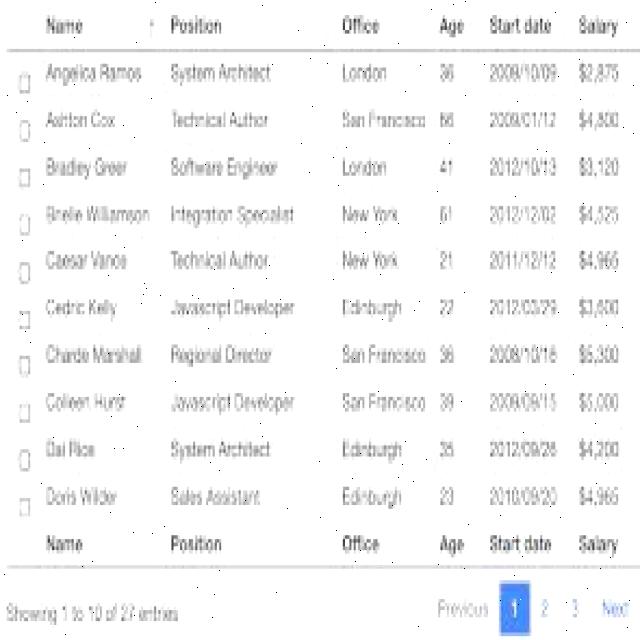 Name Position Office Age Start date Salary
Angelica Ramos System Architect London 36 2009/10/09 $2,875
Ashton Cox Technical Author San Francisco 66 2009/01/12 $4,800
Bradley Greer Software Engineer London 41 2012/10/13 $3,120
Brielle Williamson Integration Specialist New York 61 2012/12/02 $4,525
Caesar Vance Technical Author New York 21 2011/12/12 $4,965
Cedric Kelly Javascript Developer Edinburgh 22 2012/03/29 $3,600
Charde Marshall Regional Director San Francisco 36 2008/10/16 $5,300
Colleen Hurst Javascript Developer San Francisco 39 2009/09/15 $5,000
Dai Rios System Architect Edinburgh 35 2012/09/26 $4,200
Doris Wilder Sales Assistant Edinburgh 23 2010/09/20 $4,965
Name Position Office Age Start date Salary
Showing 1 to 10 of 27 entries Previous 1 2 3 Next